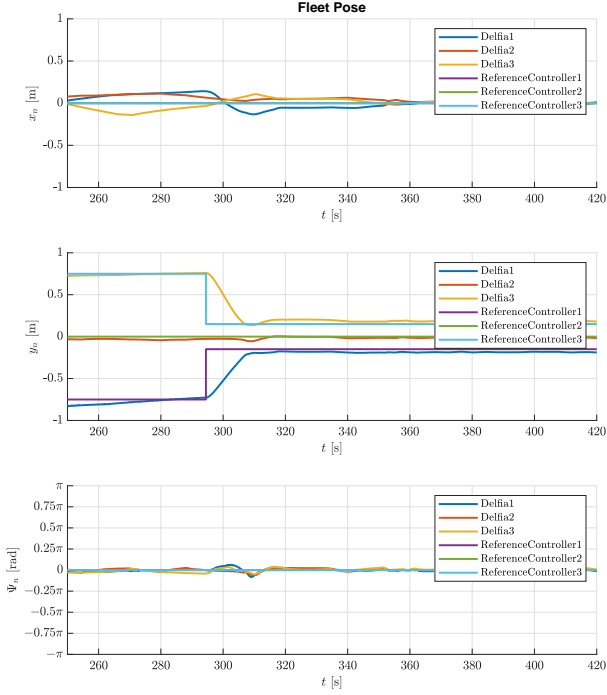 Fleet Pose
1
0.5
0
-0.5
-1
x_n [m]
Delfia1
Delfia2
Delfia3
ReferenceController1
ReferenceController2
ReferenceController3
260 280 300 320 340 360 380 400 420
t [s]
1
0.5
0
-0.5
-1
y_n [m]
Delfia1
Delfia2
Delfia3
ReferenceController1
ReferenceController2
ReferenceController3
260 280 300 320 340 360 380 400 420
t [s]
π
0.75π
0.5π
0.25π
0
−0.25π
−0.5π
−0.75π
−π
Ψ_n [rad]
Delfia1
Delfia2
Delfia3
ReferenceController1
ReferenceController2
ReferenceController3
260 280 300 320 340 360 380 400 420
t [s]